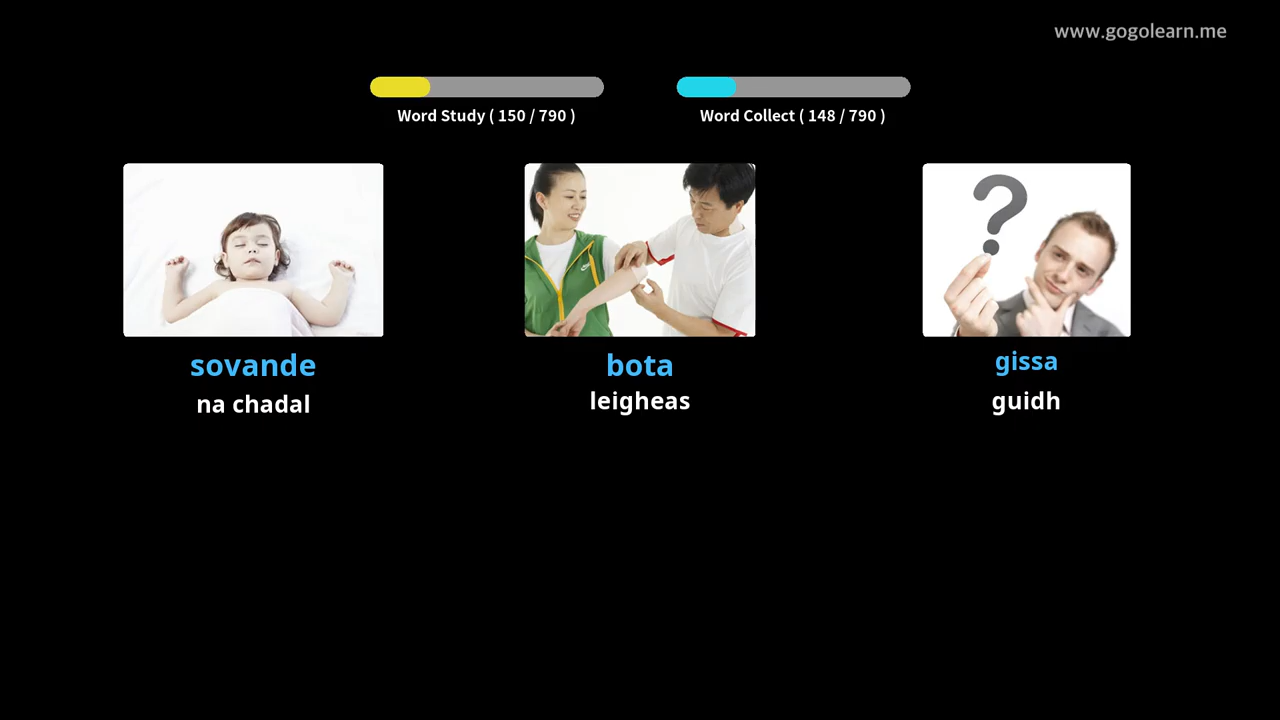 www.gogolearn.me
Word Study ( 150 / 790 )
Word Collect ( 148 / 790 )
sovande
na chadal
bota
leigheas
gissa
guidh